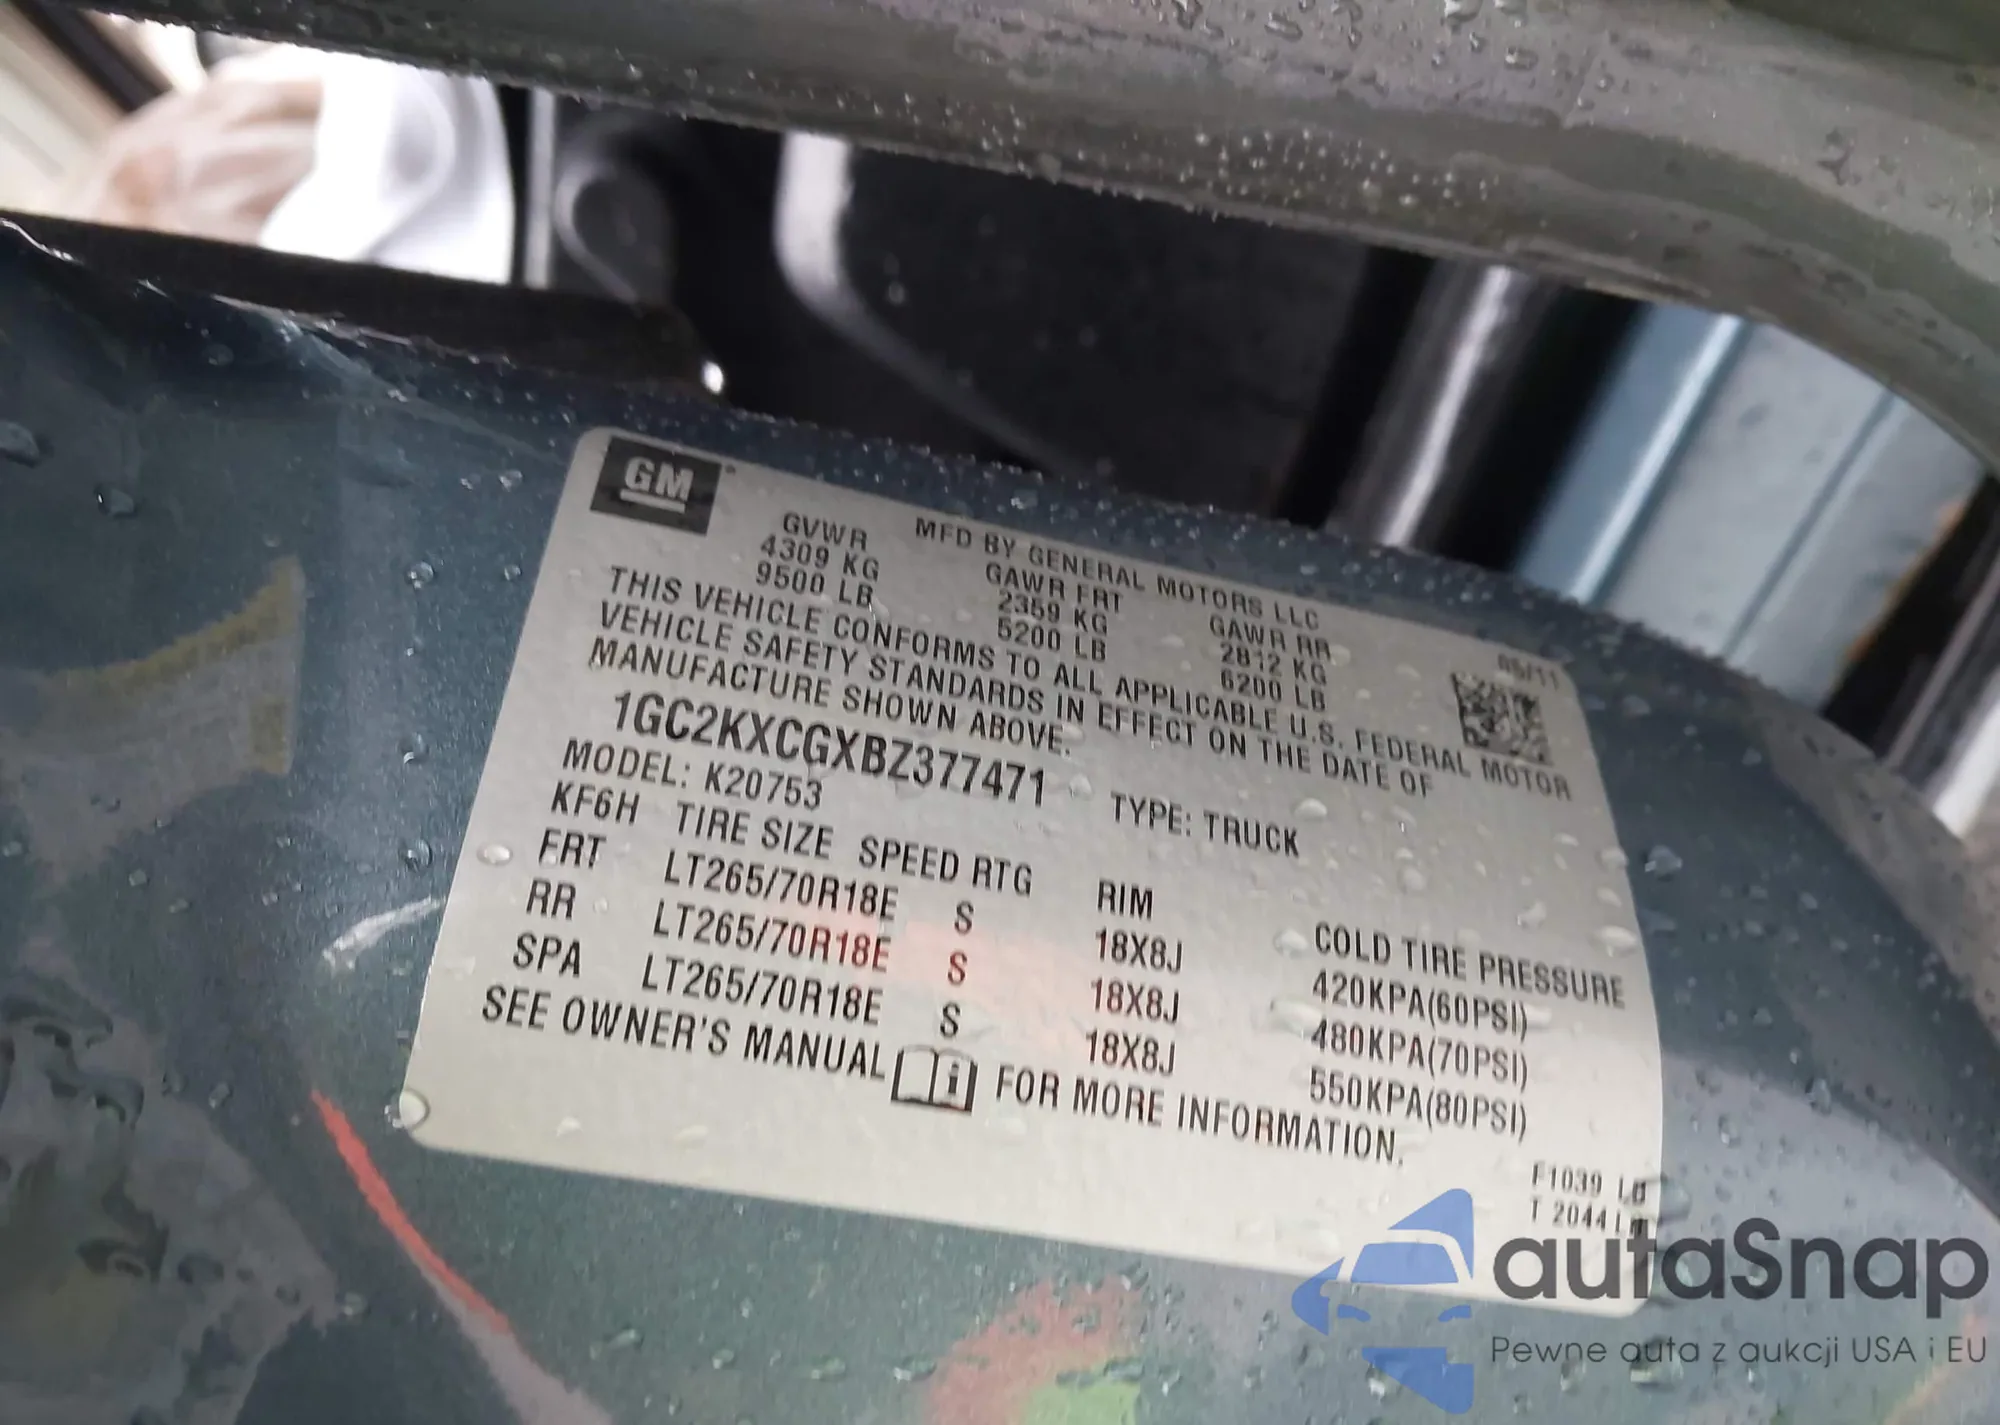 GM
MFD BY GENERAL MOTORS LLC 05/11
GVWR GAWR FRT GAWR RR
4309 KG 2359 KG 2812 KG
9500 LB 5200 LB 6200 LB
THIS VEHICLE CONFORMS TO ALL APPLICABLE U.S. FEDERAL MOTOR
VEHICLE SAFETY STANDARDS IN EFFECT ON THE DATE OF
MANUFACTURE SHOWN ABOVE.
1GC2KXCGXBZ377471 TYPE: TRUCK
MODEL: K20753
KF6H TIRE SIZE SPEED RTG RIM COLD TIRE PRESSURE
FRT LT265/70R18E S 18X8J 420KPA(60PSI)
RR LT265/70R18E S 18X8J 480KPA(70PSI)
SPA LT265/70R18E S 18X8J 550KPA(80PSI)
SEE OWNER'S MANUAL i FOR MORE INFORMATION.
F1039 LB
T 2044 LB
autaSnap
Pewne auta z aukcji USA i EU